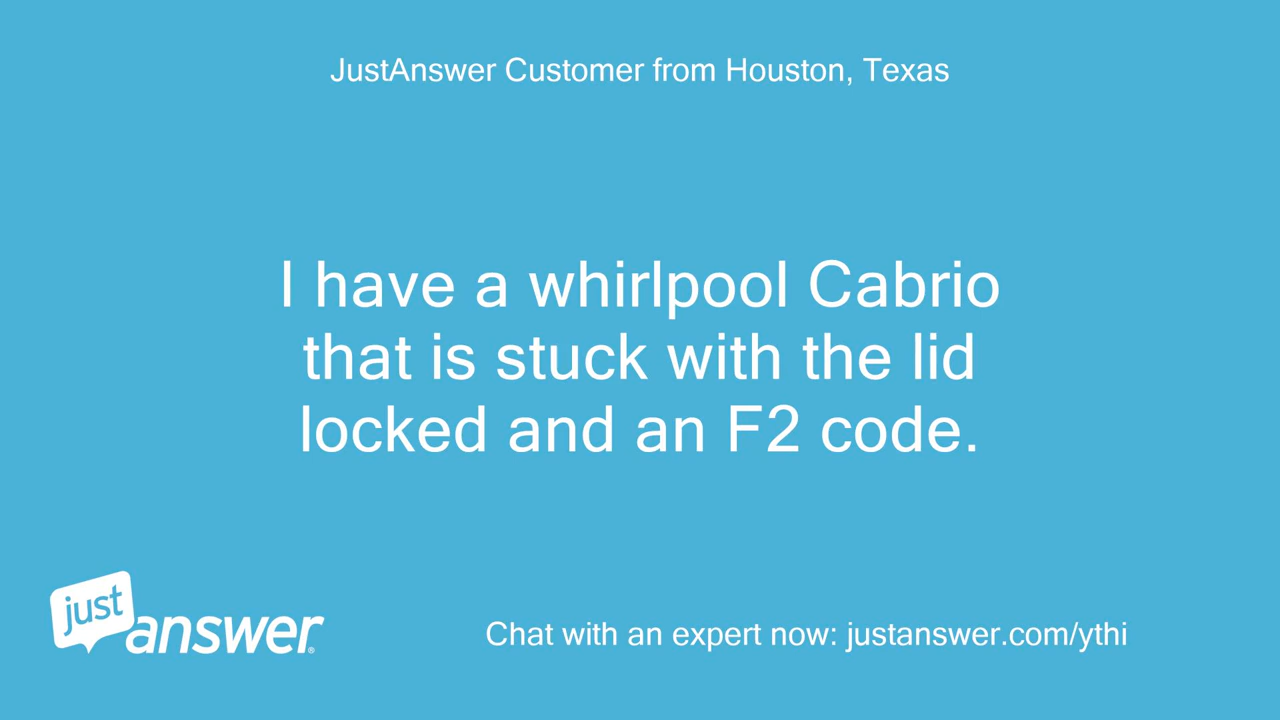 JustAnswer Customer from Houston, Texas
I have a whirlpool Cabrio
that is stuck with the lid
locked and an F2 code.
just
answer®
Chat with an expert now: justanswer.com/ythi